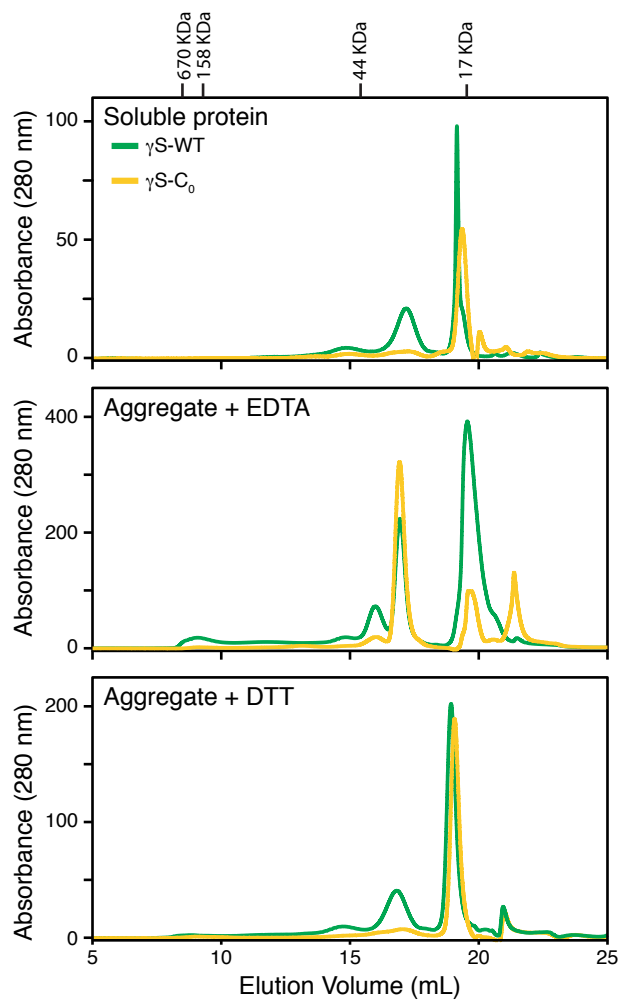 670 KDa
158 KDa
44 KDa
17 KDa
Soluble protein
γS-WT
γS-C₀
100
50
0
Absorbance (280 nm)
Aggregate + EDTA
400
200
0
Absorbance (280 nm)
Aggregate + DTT
200
100
0
Absorbance (280 nm)
5 10 15 20 25
Elution Volume (mL)